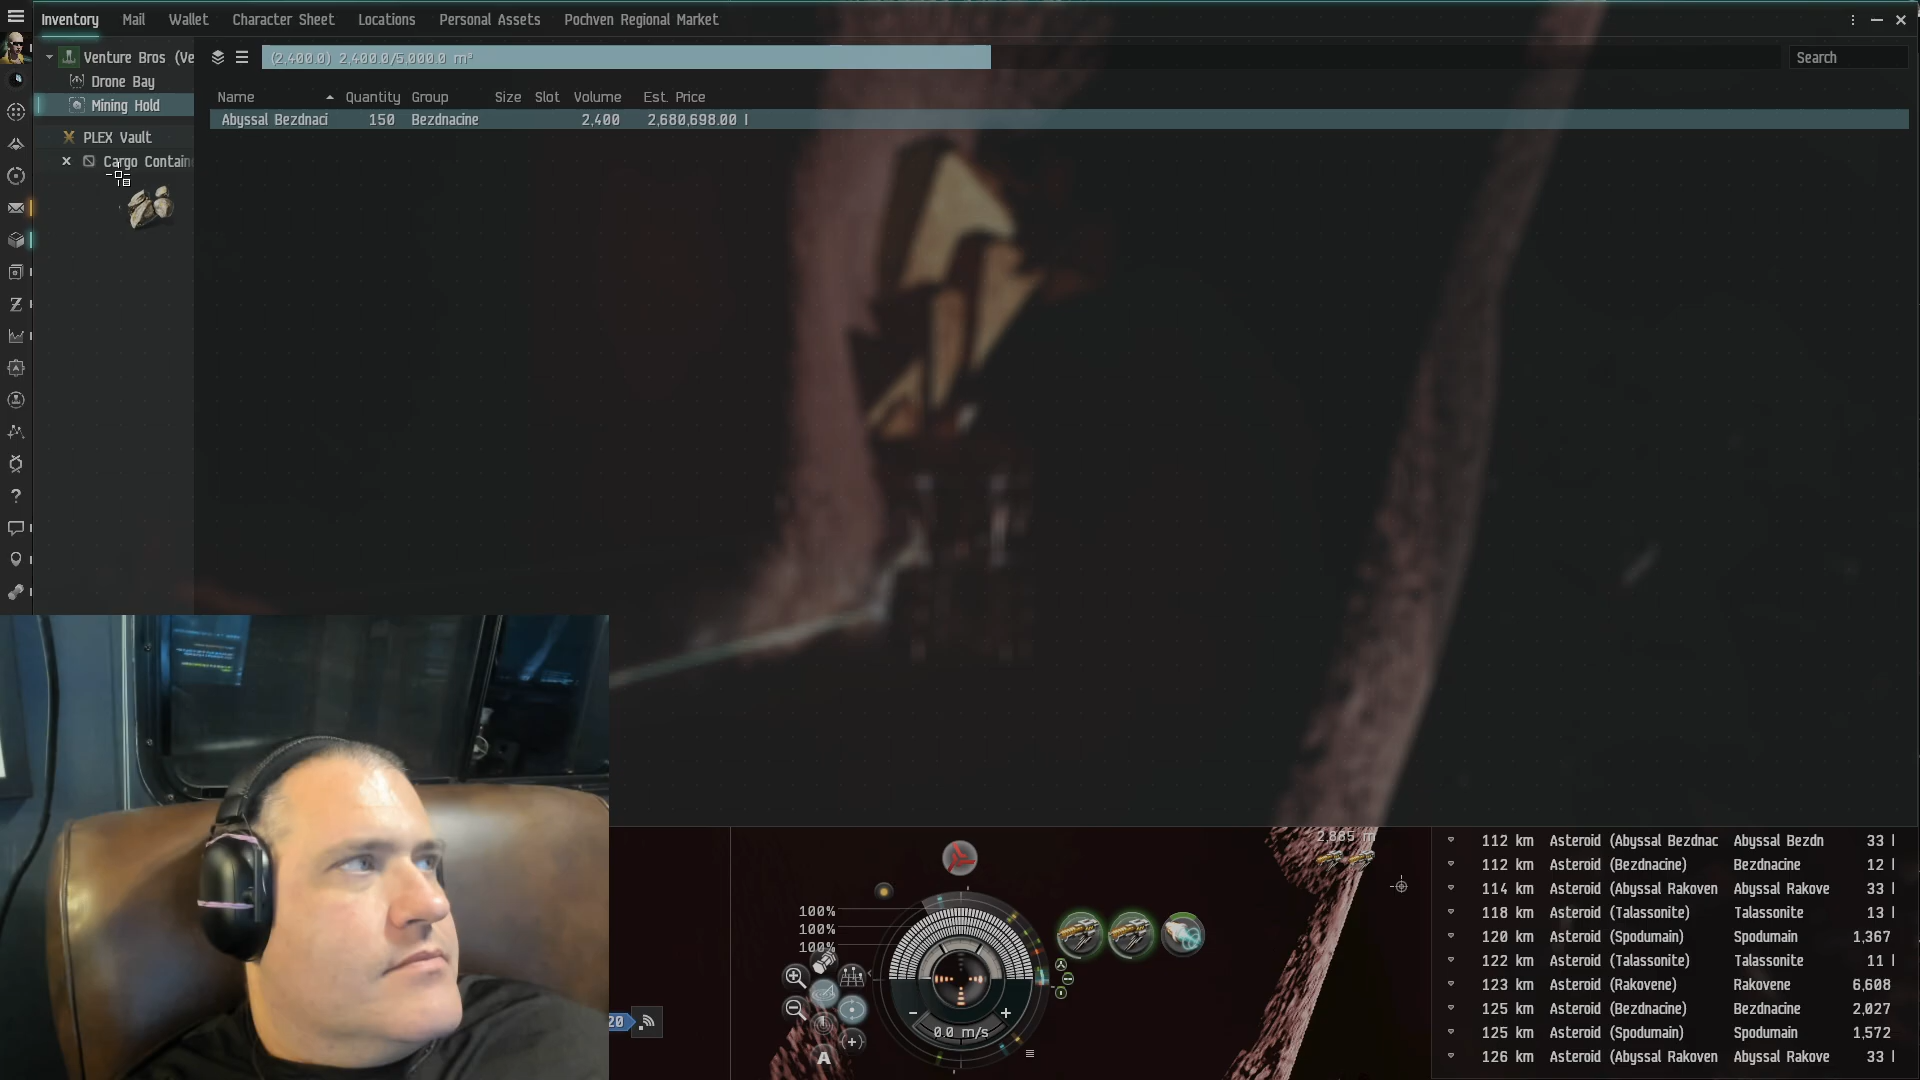 Inventory Mail Wallet Character Sheet Locations Personal Assets Pochven Regional Market
Venture Bros (Ve
(2,400.0) 2,400.0/5,000.0 m³
Search
Drone Bay
Mining Hold
Name Quantity Group Size Slot Volume Est. Price
Abyssal Bezdnaci 150 Bezdnacine 2,400 2,680,698.00 I
PLEX Vault
Cargo Contain
2,885 m
112 km Asteroid (Abyssal Bezdnac Abyssal Bezdn 33 l
112 km Asteroid (Bezdnacine) Bezdnacine 12 l
114 km Asteroid (Abyssal Rakoven Abyssal Rakove 33 l
118 km Asteroid (Talassonite) Talassonite 13 l
120 km Asteroid (Spodumain) Spodumain 1,367
122 km Asteroid (Talassonite) Talassonite 11 l
123 km Asteroid (Rakovene) Rakovene 6,608
125 km Asteroid (Bezdnacine) Bezdnacine 2,027
125 km Asteroid (Spodumain) Spodumain 1,572
126 km Asteroid (Abyssal Rakoven Abyssal Rakove 33 l
100%
100%
100%
0.0 m/s
A
20